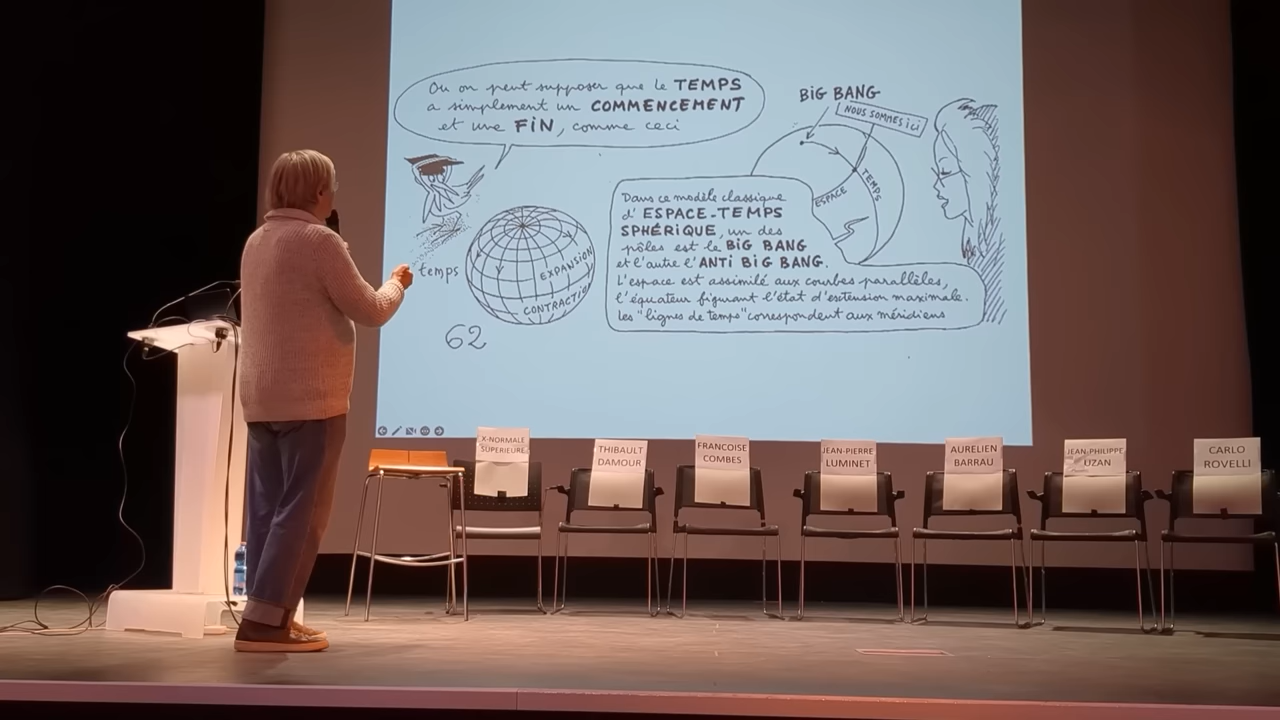 Ou on peut supposer que le TEMPS
a simplement un COMMENCEMENT
et une FiN, comme ceci
BiG BANG
NOUS SOMMES iCi
ESPACE
TEMPS
temps
EXPANSION
CONTRACTION
62
Dans ce modèle classique
d'ESPACE-TEMPS
SPHÉRIQUE, un des
pôles est le BiG BANG
et l'autre l'ANTi BiG BANG.
L'espace est assimilé aux courbes parallèles,
l'équateur figurant l'état d'extension maximale.
Les "lignes de temps" correspondent aux méridiens
X-NORMALE
SUPERIEURE
THIBAULT
DAMOUR
FRANCOISE
COMBES
JEAN-PIERRE
LUMINET
AURELIEN
BARRAU
JEAN-PHILIPPE
UZAN
CARLO
ROVELLI